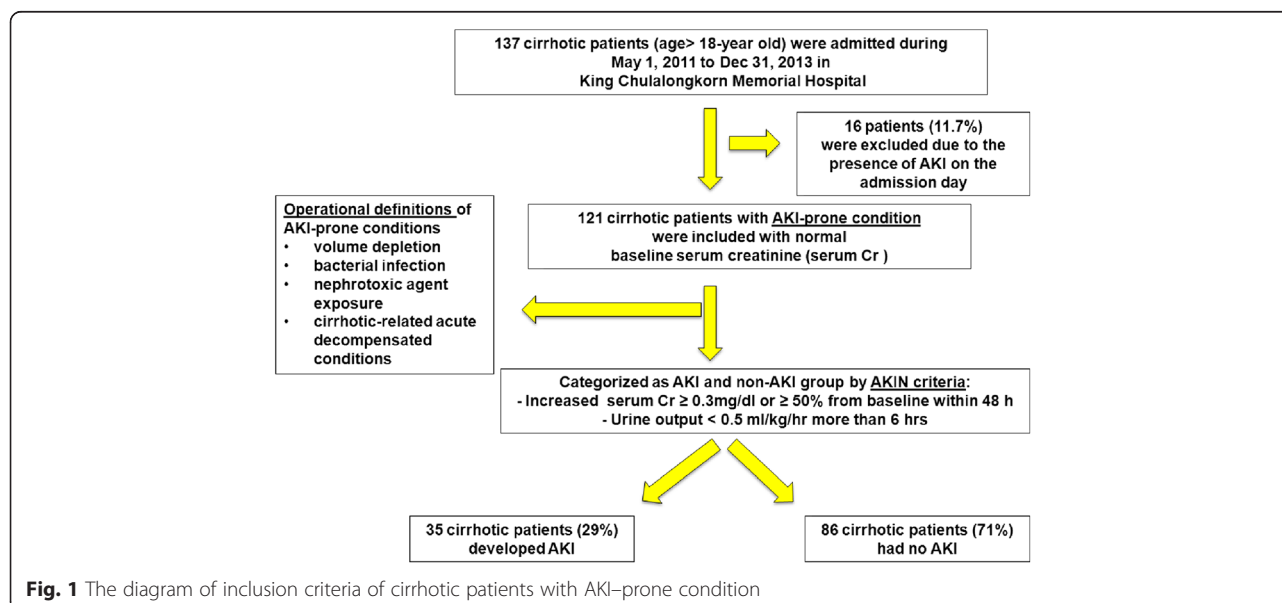 137 cirrhotic patients (age> 18-year old) were admitted during
May 1, 2011 to Dec 31, 2013 in
King Chulalongkorn Memorial Hospital
16 patients (11.7%)
were excluded due to the
presence of AKI on the
admission day
121 cirrhotic patients with AKI-prone condition
were included with normal
baseline serum creatinine (serum Cr )
Operational definitions of
AKI-prone conditions
• volume depletion
• bacterial infection
• nephrotoxic agent
exposure
• cirrhotic-related acute
decompensated
conditions
Categorized as AKI and non-AKI group by AKIN criteria:
- Increased serum Cr ≥ 0.3mg/dl or ≥ 50% from baseline within 48 h
- Urine output < 0.5 ml/kg/hr more than 6 hrs
35 cirrhotic patients (29%)
developed AKI
86 cirrhotic patients (71%)
had no AKI
Fig. 1 The diagram of inclusion criteria of cirrhotic patients with AKI–prone condition